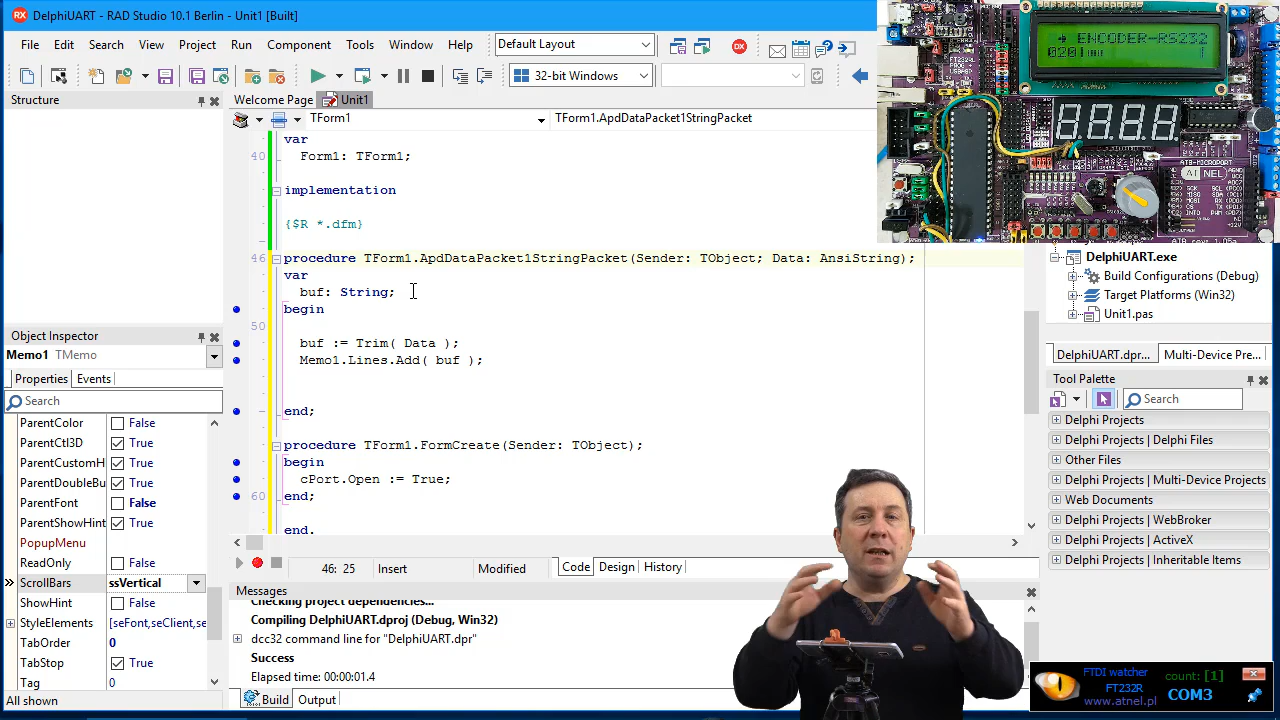 DelphiUART - RAD Studio 10.1 Berlin - Unit1 [Built]
File Edit Search View Project Run Component Tools Window Help
Default Layout
32-bit Windows
Structure
Welcome Page Unit1
TForm1 TForm1.ApdDataPacket1StringPacket
var
40 Form1: TForm1;
implementation
{$R *.dfm}
46 procedure TForm1.ApdDataPacket1StringPacket(Sender: TObject; Data: AnsiString);
var
buf: String;
begin
50
buf := Trim( Data );
Memo1.Lines.Add( buf );
end;
procedure TForm1.FormCreate(Sender: TObject);
begin
cPort.Open := True;
60 end;
end.
46: 25 Insert Modified Code Design History
Object Inspector
Memo1 TMemo
Properties Events
Search
ParentColor False
ParentCtl3D True
ParentCustomH True
ParentDoubleBu True
ParentFont False
ParentShowHint True
PopupMenu
ReadOnly False
ScrollBars ssVertical
ShowHint False
StyleElements [seFont,seClient,se
TabOrder 0
TabStop True
Tag 0
All shown
Messages
Checking project dependencies...
Compiling DelphiUART.dproj (Debug, Win32)
dcc32 command line for "DelphiUART.dpr"
Success
Elapsed time: 00:00:01.4
Build Output
ENCODER-RS232
ATB-MICROPORT
ATNEL
DelphiUART.exe
Build Configurations (Debug)
Target Platforms (Win32)
Unit1.pas
DelphiUART.dpr... Multi-Device Pre...
Tool Palette
Search
Delphi Projects
Delphi Projects | Delphi Files
Other Files
Delphi Projects | Multi-Device Projects
Web Documents
Delphi Projects | WebBroker
Delphi Projects | ActiveX
Delphi Projects | Inheritable Items
FTDI watcher count: [1]
FT232R
COM3
www.atnel.pl